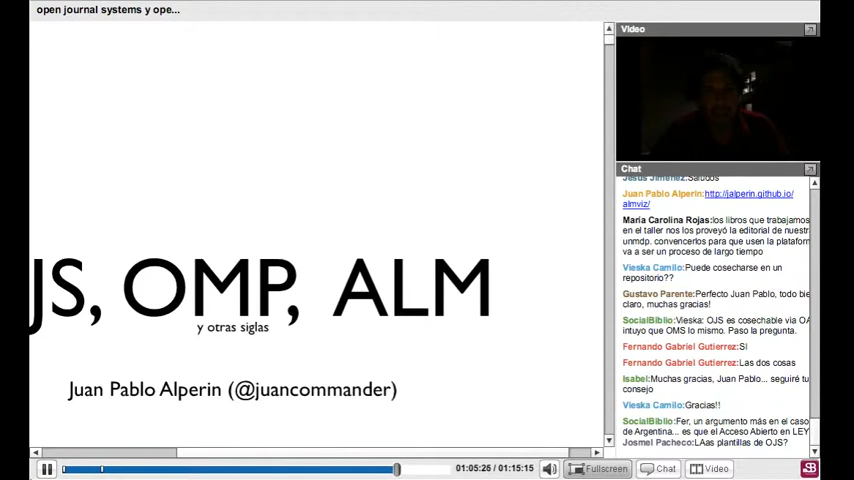 open journal systems y ope...
JS, OMP, ALM
y otras siglas
Juan Pablo Alperin (@juancommander)
Video
Chat
Jesus Jiménez:Saludos
Juan Pablo Alperin:http://jalperin.github.io/
almviz/
Maria Carolina Rojas:los libros que trabajamos
en el taller nos los proveyó la editorial de nuestr
unmdp. convencerlos para que usen la plataforn
va a ser un proceso de largo tiempo
Vieska Camilo:Puede cosecharse en un
repositorio??
Gustavo Parente:Perfecto Juan Pablo, todo bie
claro, muchas gracias!
SocialBiblio:Vieska: OJS es cosechable via OA
intuyo que OMS lo mismo. Paso la pregunta.
Fernando Gabriel Gutierrez:SI
Fernando Gabriel Gutierrez:Las dos cosas
Isabel:Muchas gracias, Juan Pablo... seguiré tu
consejo
Vieska Camilo:Gracias!!
SocialBiblio:Fer, un argumento más en el caso
de Argentina... es que el Acceso Abierto en LEY
Josmel Pacheco:LAas plantillas de OJS?
01:05:26 / 01:15:15
Fullscreen
Chat
Video
SB